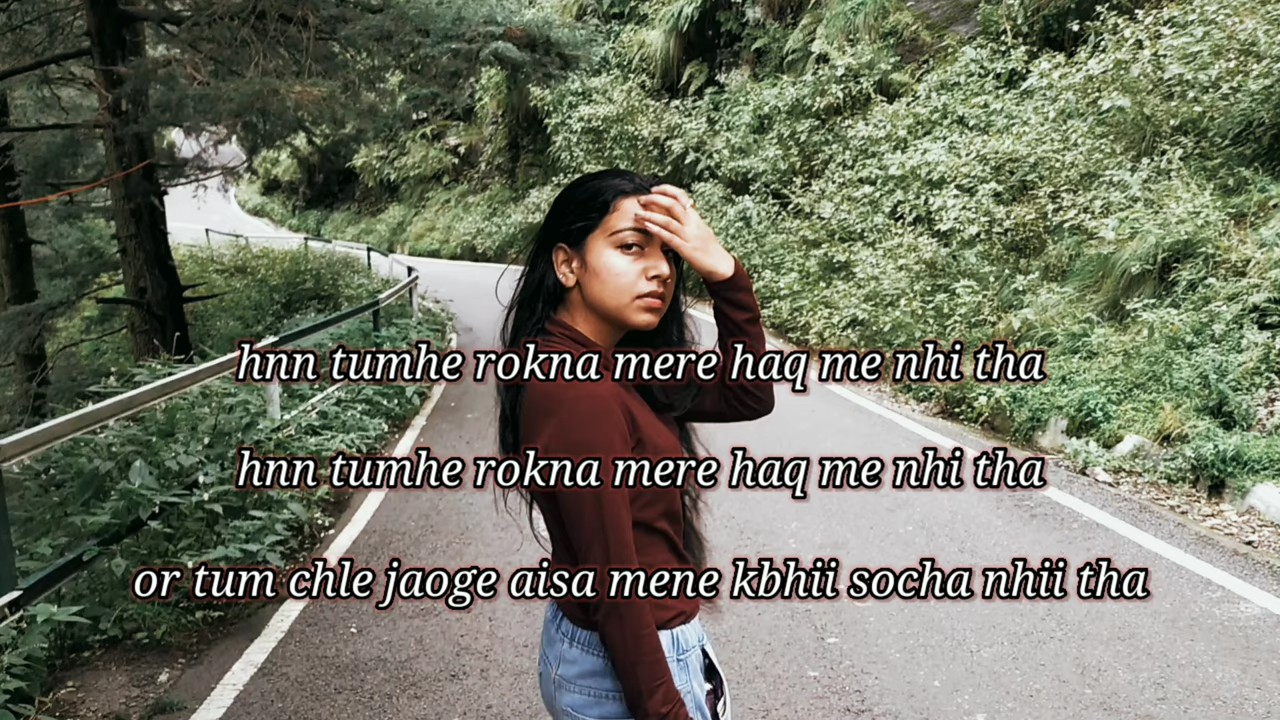 hnn tumhe rokna mere haq me nhi tha
hnn tumhe rokna mere haq me nhi tha
or tum chle jaoge aisa mene kbhii socha nhii tha